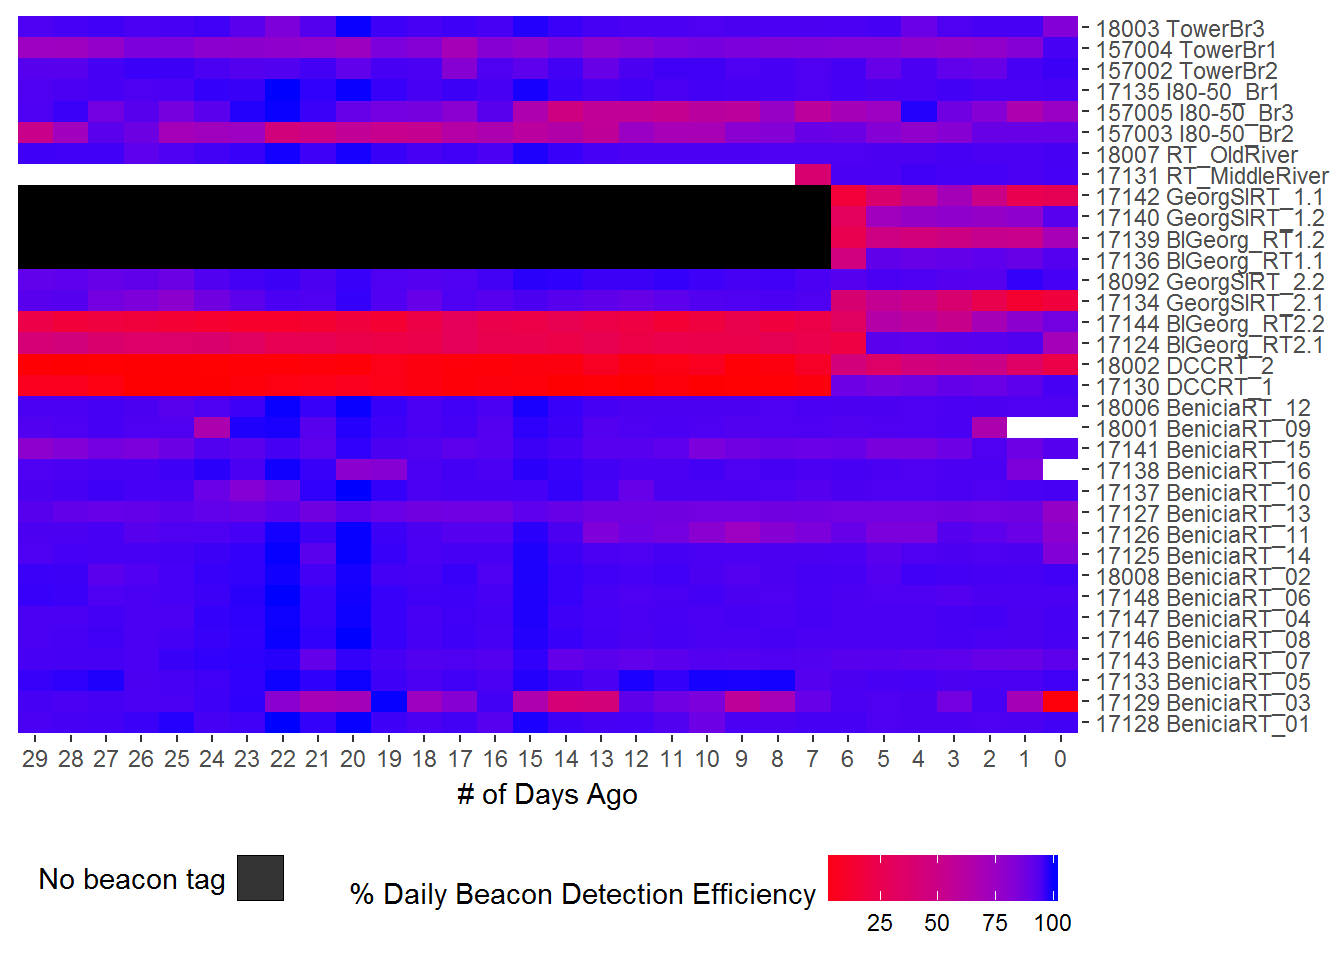 18003 TowerBr3
157004 TowerBr1
157002 TowerBr2
17135 I80-50_Br1
157005 I80-50_Br3
157003 I80-50_Br2
18007 RT_OldRiver
17131 RT_MiddleRiver
17142 GeorgSlRT_1.1
17140 GeorgSlRT_1.2
17139 BlGeorg_RT1.2
17136 BlGeorg_RT1.1
18092 GeorgSlRT_2.2
17134 GeorgSlRT_2.1
17144 BlGeorg_RT2.2
17124 BlGeorg_RT2.1
18002 DCCRT_2
17130 DCCRT_1
18006 BeniciaRT_12
18001 BeniciaRT_09
17141 BeniciaRT_15
17138 BeniciaRT_16
17137 BeniciaRT_10
17127 BeniciaRT_13
17126 BeniciaRT_11
17125 BeniciaRT_14
18008 BeniciaRT_02
17148 BeniciaRT_06
17147 BeniciaRT_04
17146 BeniciaRT_08
17143 BeniciaRT_07
17133 BeniciaRT_05
17129 BeniciaRT_03
17128 BeniciaRT_01
29 28 27 26 25 24 23 22 21 20 19 18 17 16 15 14 13 12 11 10 9 8 7 6 5 4 3 2 1 0
# of Days Ago
No beacon tag
% Daily Beacon Detection Efficiency
25 50 75 100